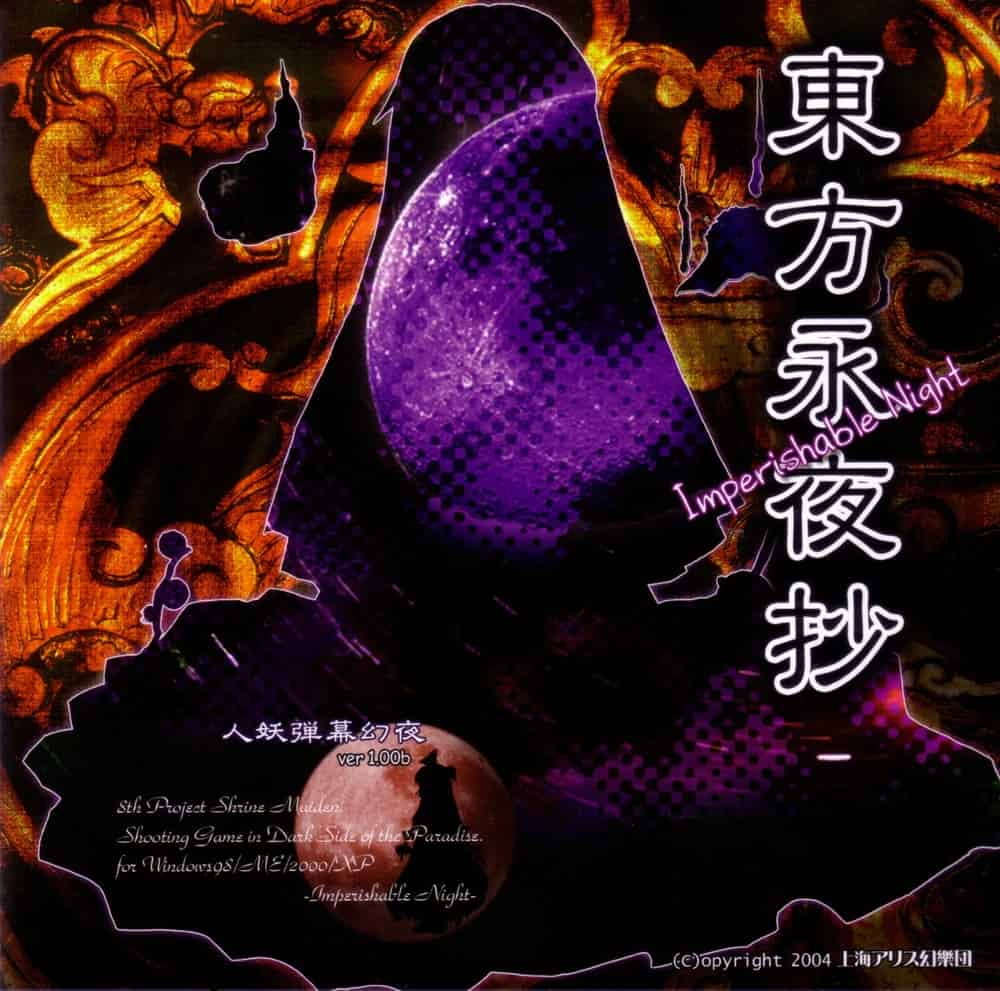 東方永夜抄
Imperishable Night
人妖弾幕幻夜
ver 1.00b
8th Project Shrine Maiden.
Shooting Game in Dark Side of the Paradise.
for Windows98/ME/2000/XP
-Imperishable Night-
(C)opyright 2004 上海アリス幻樂団